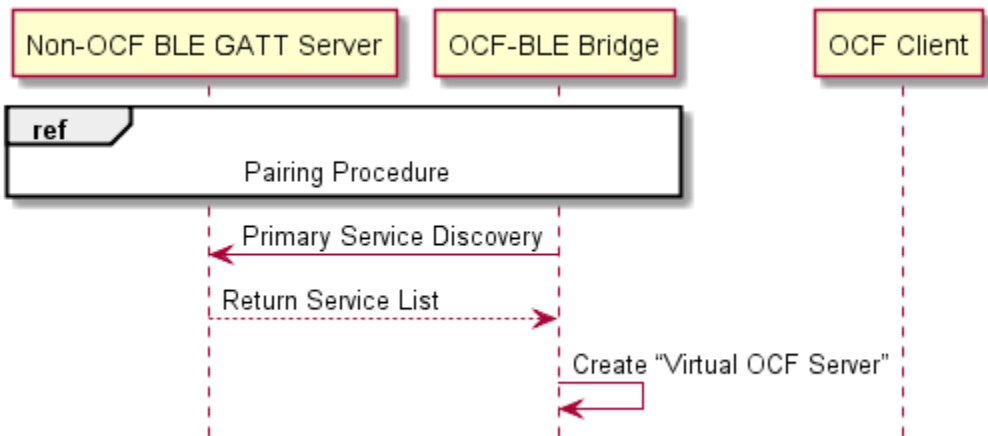 Non-OCF BLE GATT Server
OCF-BLE Bridge
OCF Client
ref
Pairing Procedure
Primary Service Discovery
Return Service List
Create “Virtual OCF Server”